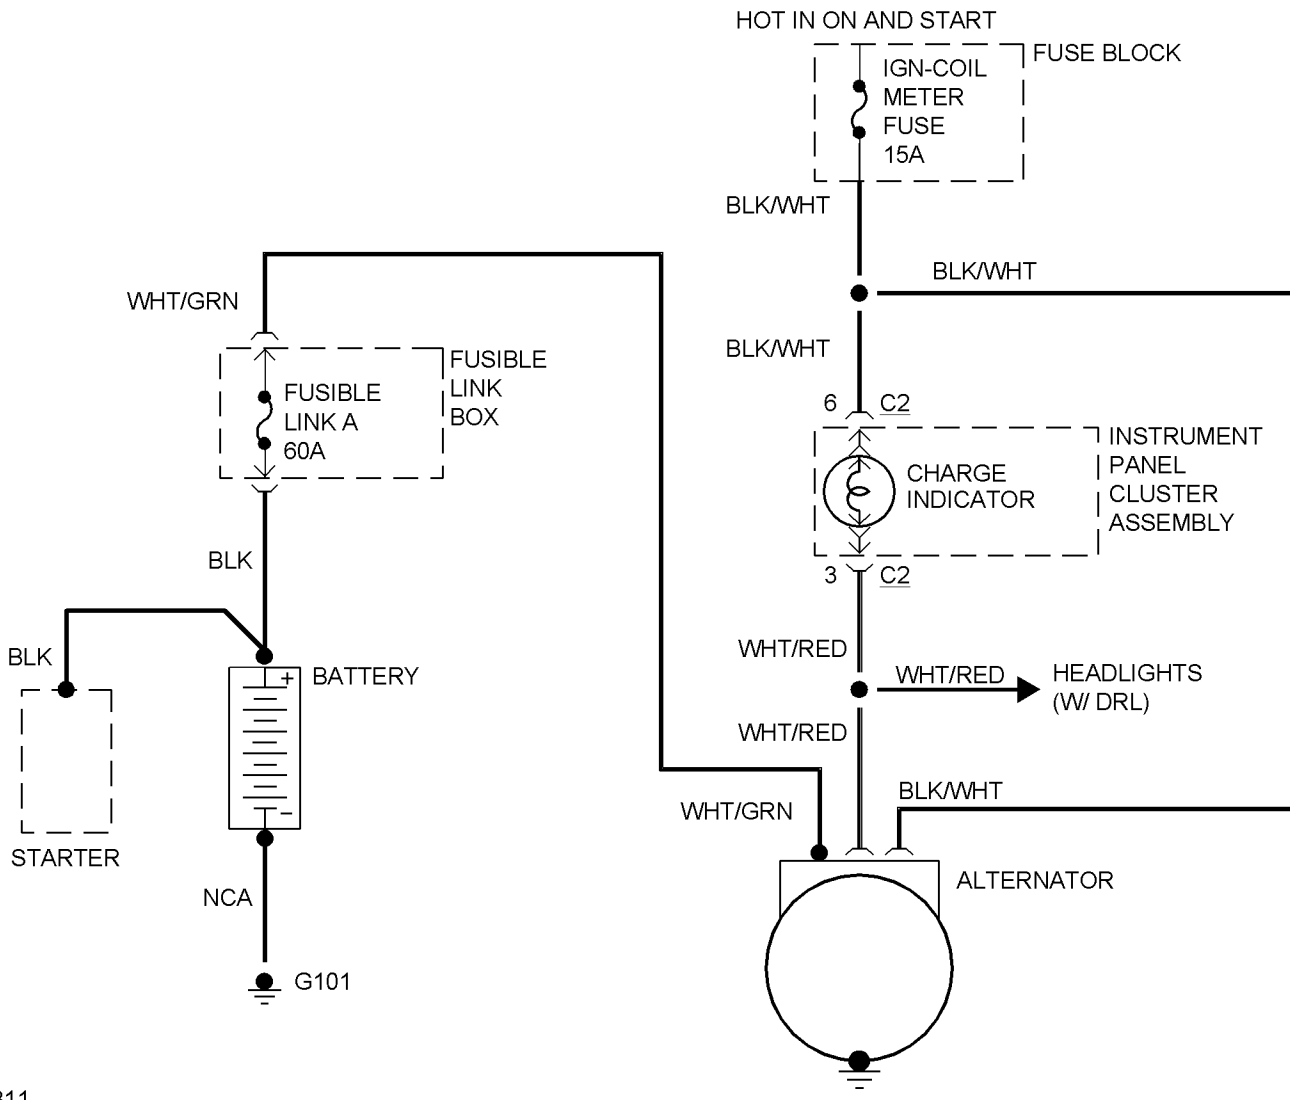 HOT IN ON AND START
FUSE BLOCK
IGN-COIL
METER
FUSE
15A
BLK/WHT
BLK/WHT
BLK/WHT
WHT/GRN
FUSIBLE
LINK
BOX
FUSIBLE
LINK A
60A
6 C2
INSTRUMENT
PANEL
CLUSTER
ASSEMBLY
CHARGE
INDICATOR
3 C2
BLK
BLK
BATTERY
+
−
STARTER
NCA
G101
WHT/RED
WHT/RED
HEADLIGHTS
(W/ DRL)
WHT/RED
BLK/WHT
WHT/GRN
ALTERNATOR